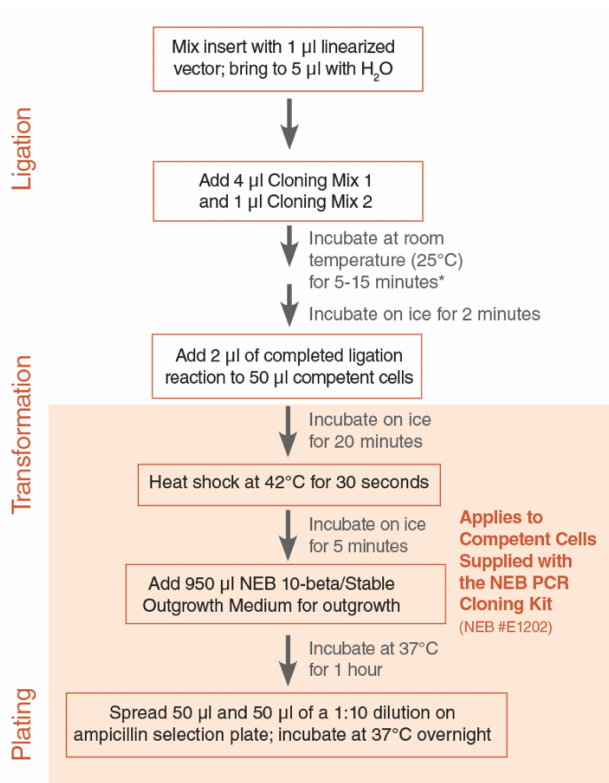 Ligation
Mix insert with 1 µl linearized
vector; bring to 5 µl with H₂O
Add 4 µl Cloning Mix 1
and 1 µl Cloning Mix 2
Incubate at room
temperature (25°C)
for 5-15 minutes*
Incubate on ice for 2 minutes
Transformation
Add 2 µl of completed ligation
reaction to 50 µl competent cells
Incubate on ice
for 20 minutes
Heat shock at 42°C for 30 seconds
Incubate on ice
for 5 minutes
Add 950 µl NEB 10-beta/Stable
Outgrowth Medium for outgrowth
Applies to
Competent Cells
Supplied with
the NEB PCR
Cloning Kit
(NEB #E1202)
Incubate at 37°C
for 1 hour
Plating
Spread 50 µl and 50 µl of a 1:10 dilution on
ampicillin selection plate; incubate at 37°C overnight